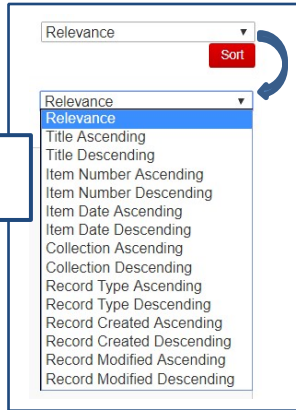 Relevance
Sort
Relevance
Relevance
Title Ascending
Title Descending
Item Number Ascending
Item Number Descending
Item Date Ascending
Item Date Descending
Collection Ascending
Collection Descending
Record Type Ascending
Record Type Descending
Record Created Ascending
Record Created Descending
Record Modified Ascending
Record Modified Descending